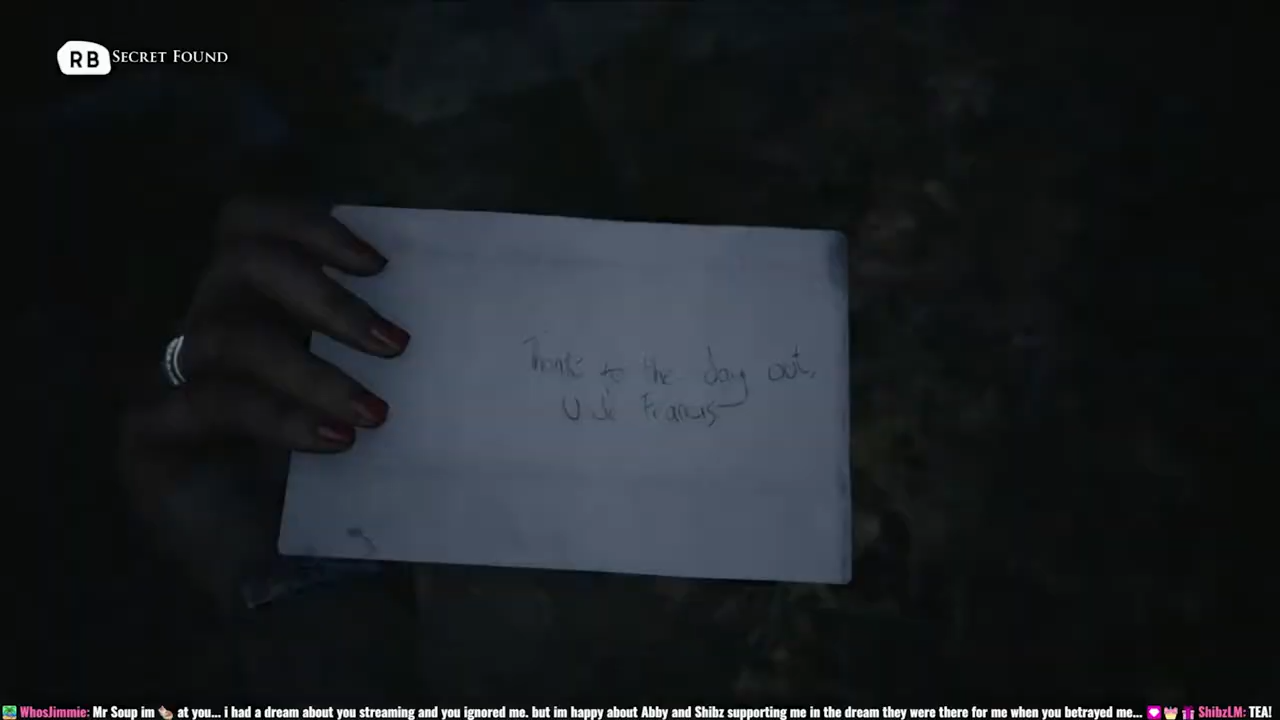 RB SECRET FOUND
Thanks to the day out,
Francis
WhosJimmie: Mr Soup im at you... i had a dream about you streaming and you ignored me. but im happy about Abby and Shibz supporting me in the dream they were there for me when you betrayed me... ShibzLM: TEA!